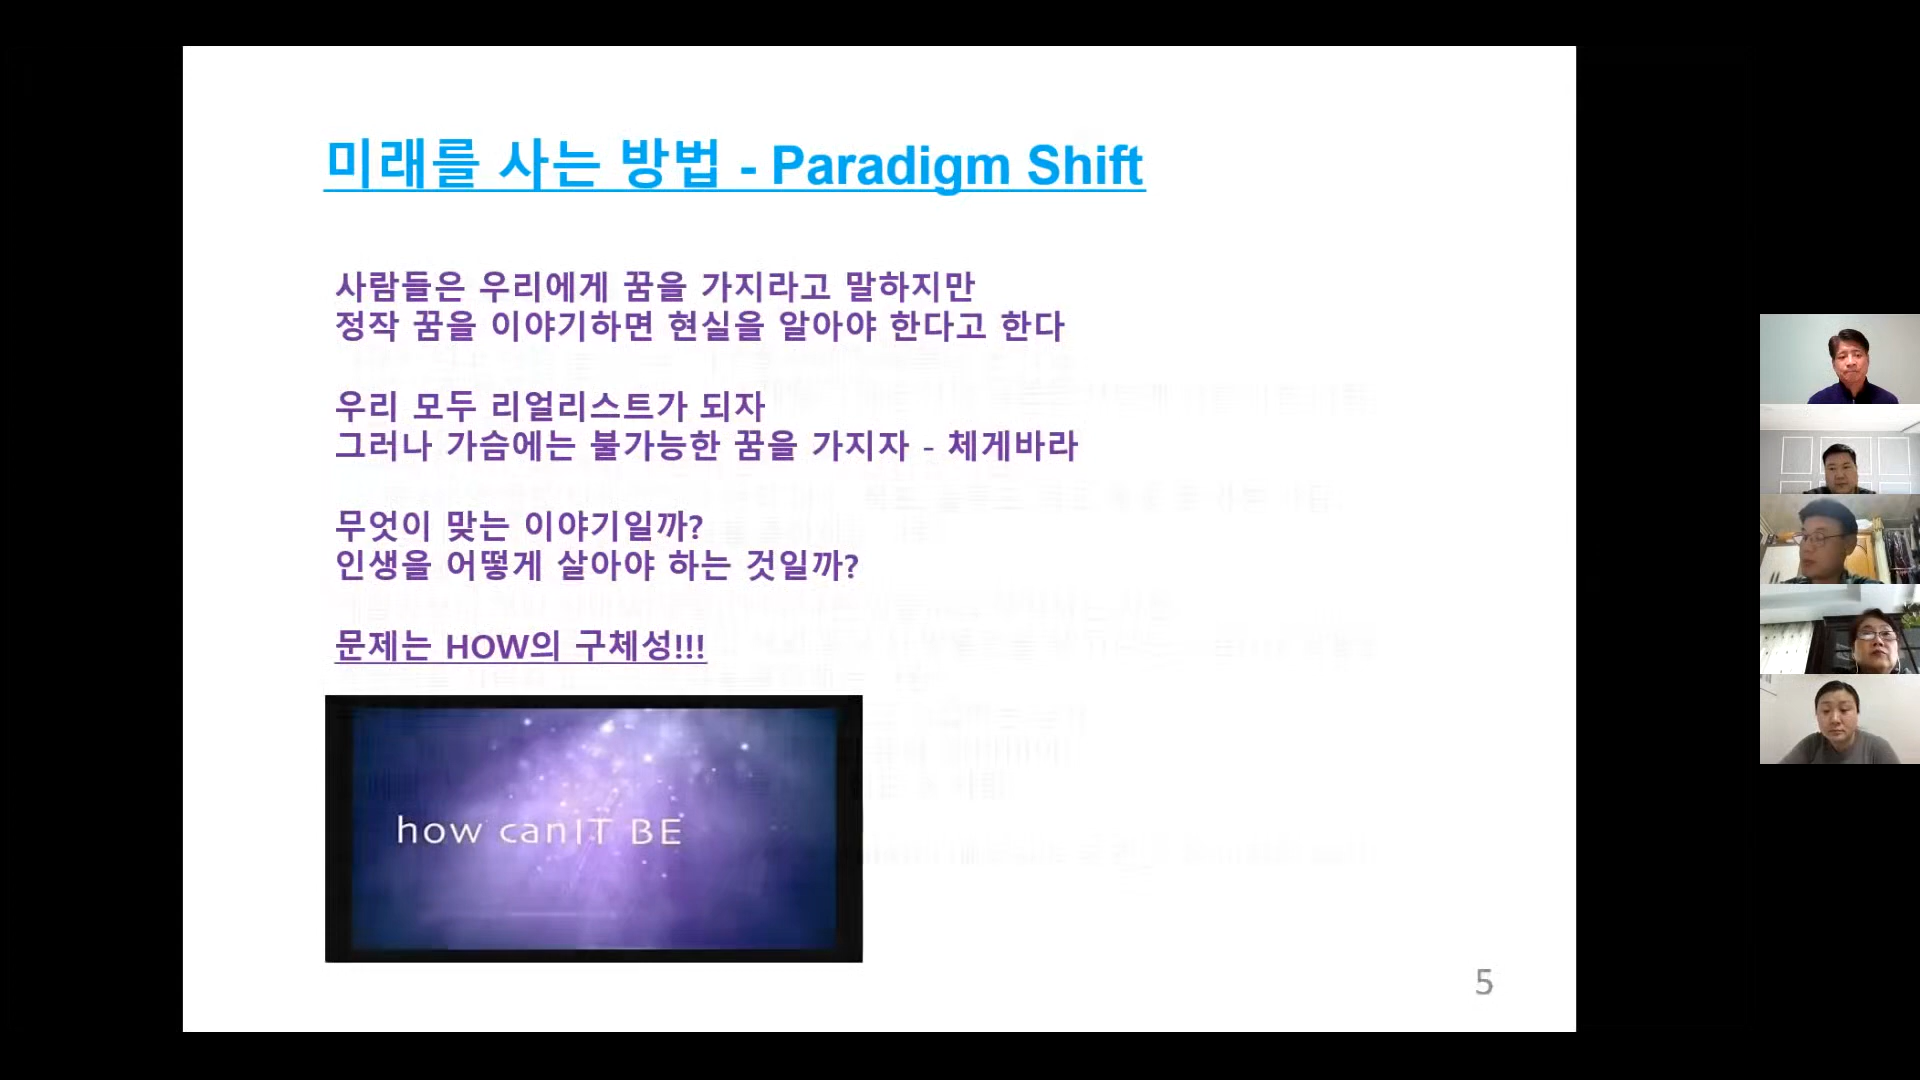 미래를 사는 방법 - Paradigm Shift
사람들은 우리에게 꿈을 가지라고 말하지만
정작 꿈을 이야기하면 현실을 알아야 한다고 한다
우리 모두 리얼리스트가 되자
그러나 가슴에는 불가능한 꿈을 가지자 - 체게바라
무엇이 맞는 이야기일까?
인생을 어떻게 살아야 하는 것일까?
문제는 HOW의 구체성!!!
how canIT BE
5